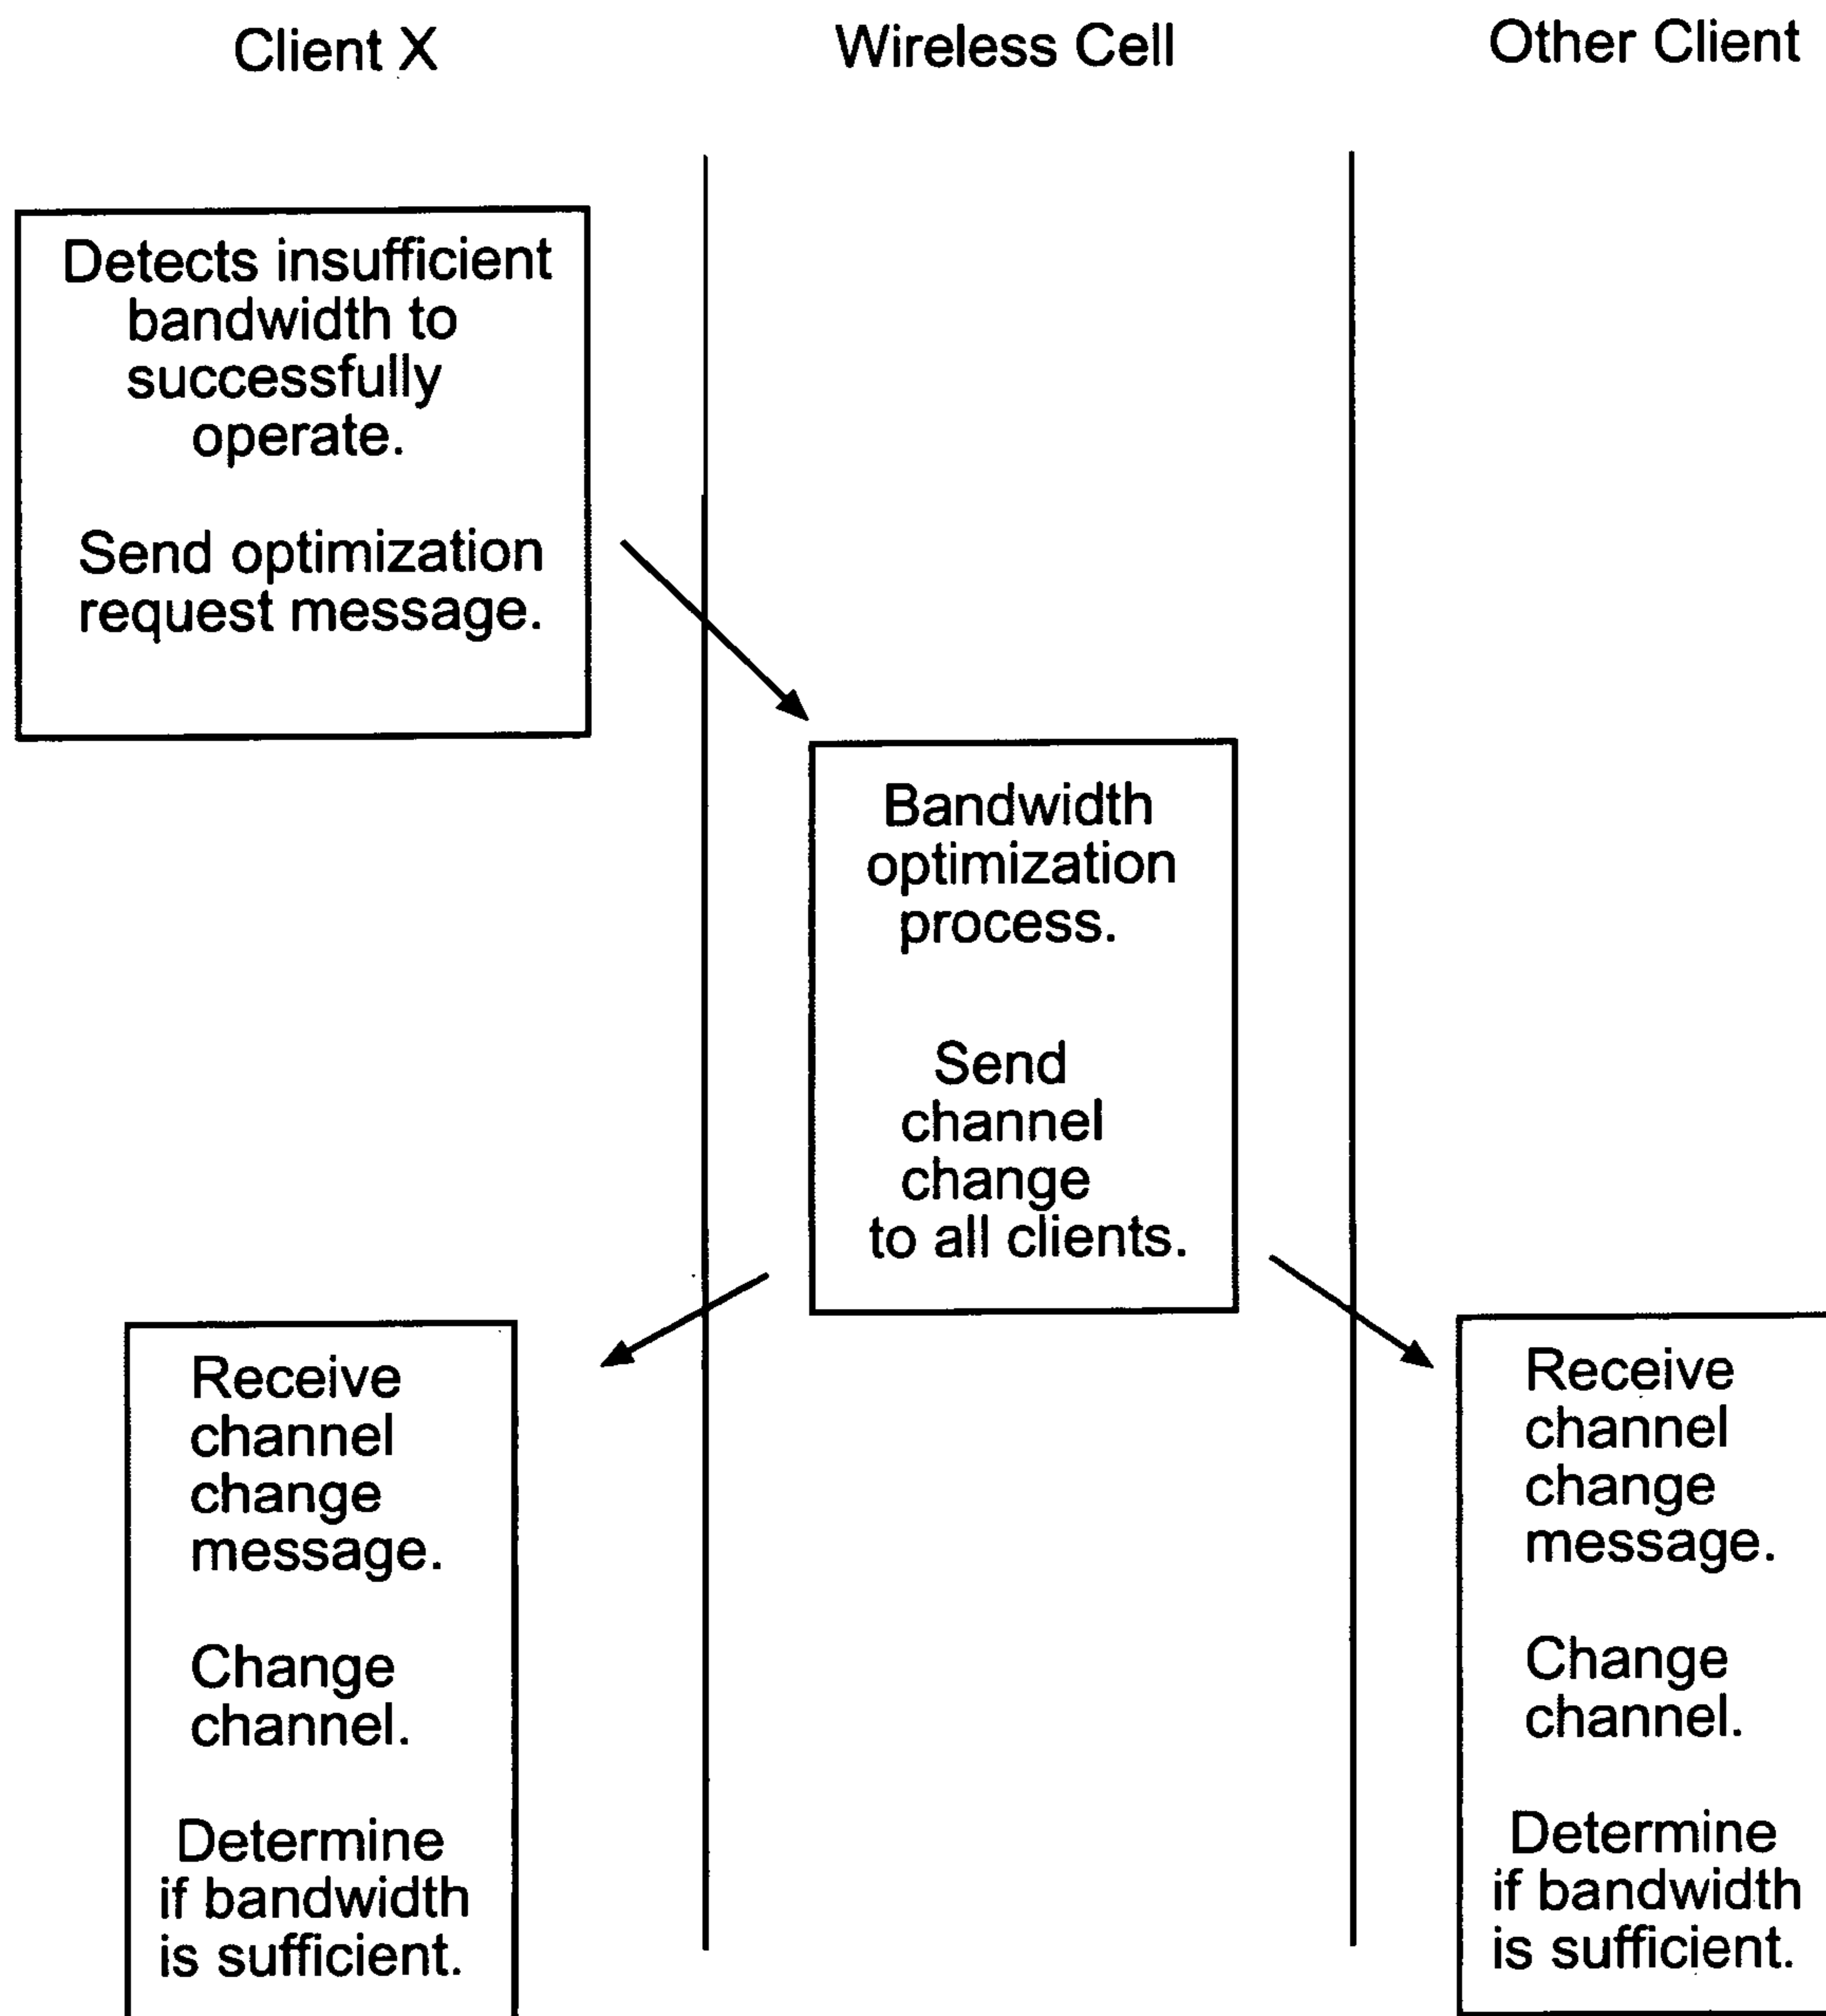 Client X
Wireless Cell
Other Client
Detects insufficient
bandwidth to
successfully
operate.
Send optimization
request message.
Bandwidth
optimization
process.
Send
channel
change
to all clients.
Receive
channel
change
message.
Change
channel.
Determine
if bandwidth
is sufficient.
Receive
channel
change
message.
Change
channel.
Determine
if bandwidth
is sufficient.